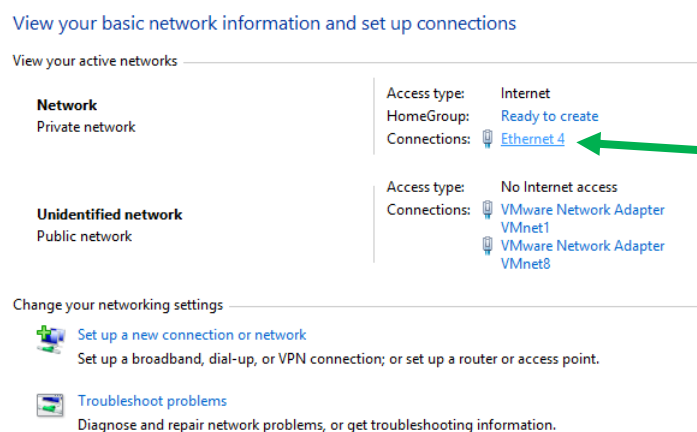 View your basic network information and set up connections
View your active networks
Network
Private network
Access type: Internet
HomeGroup: Ready to create
Connections: Ethernet 4
Unidentified network
Public network
Access type: No Internet access
Connections: VMware Network Adapter
VMnet1
VMware Network Adapter
VMnet8
Change your networking settings
Set up a new connection or network
Set up a broadband, dial-up, or VPN connection; or set up a router or access point.
Troubleshoot problems
Diagnose and repair network problems, or get troubleshooting information.